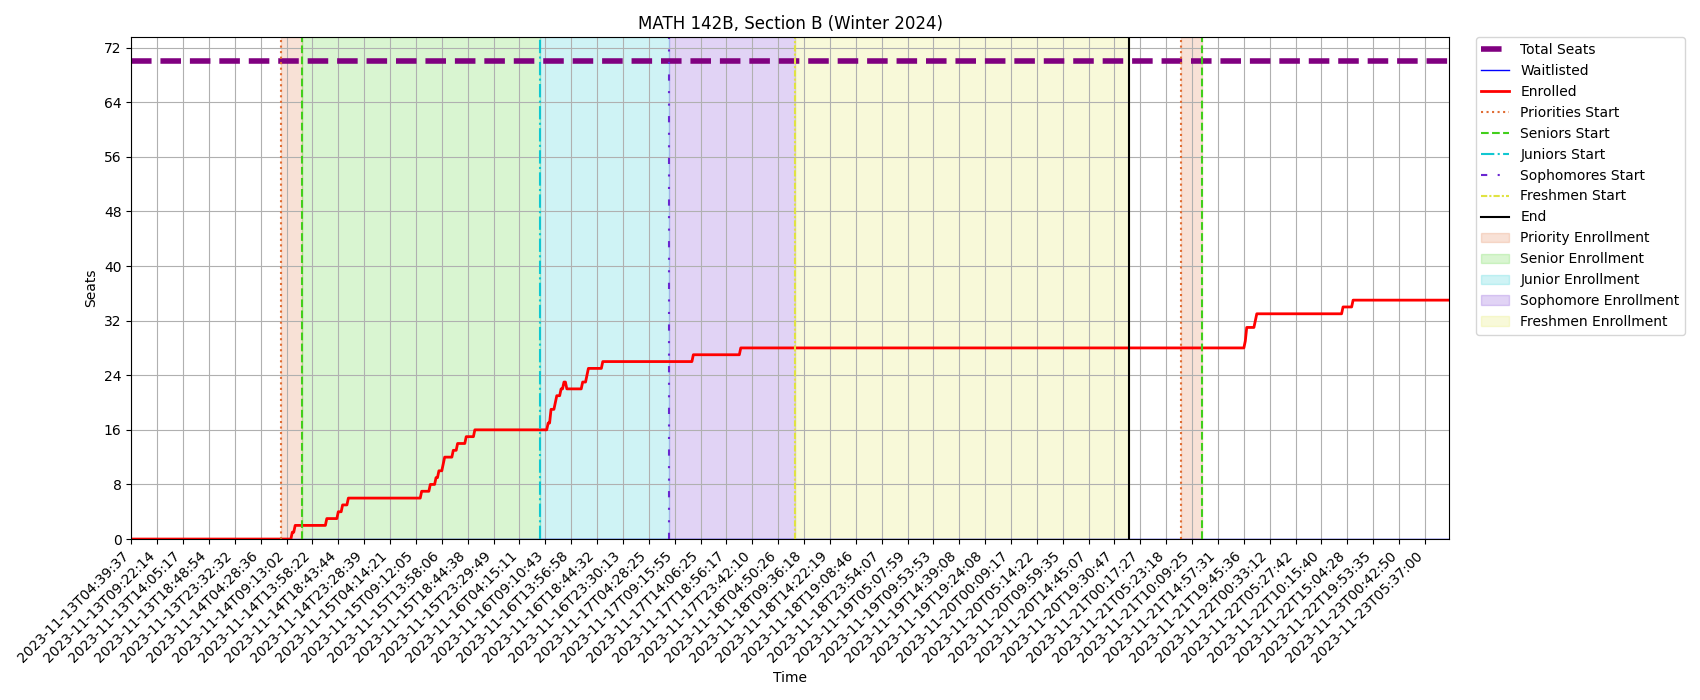 MATH 142B, Section B (Winter 2024)
Seats
72
64
56
48
40
32
24
16
8
0
2023-11-13T04:39:37
2023-11-13T09:22:14
2023-11-13T14:05:17
2023-11-13T18:48:54
2023-11-13T23:32:32
2023-11-14T04:28:36
2023-11-14T09:13:02
2023-11-14T13:58:22
2023-11-14T18:43:44
2023-11-14T23:28:39
2023-11-15T04:14:21
2023-11-15T09:12:05
2023-11-15T13:58:06
2023-11-15T18:44:38
2023-11-15T23:29:49
2023-11-16T04:15:11
2023-11-16T09:10:43
2023-11-16T13:56:58
2023-11-16T18:44:32
2023-11-16T23:30:13
2023-11-17T04:28:25
2023-11-17T09:15:55
2023-11-17T14:06:25
2023-11-17T18:56:17
2023-11-17T23:42:10
2023-11-18T04:50:26
2023-11-18T09:36:18
2023-11-18T14:22:19
2023-11-18T19:08:46
2023-11-18T23:54:07
2023-11-19T05:07:59
2023-11-19T09:53:53
2023-11-19T14:39:08
2023-11-19T19:24:08
2023-11-20T00:09:17
2023-11-20T05:14:22
2023-11-20T09:59:35
2023-11-20T14:45:07
2023-11-20T19:30:47
2023-11-21T00:17:27
2023-11-21T05:23:18
2023-11-21T10:09:25
2023-11-21T14:57:31
2023-11-21T19:45:36
2023-11-22T00:33:12
2023-11-22T05:27:42
2023-11-22T10:15:40
2023-11-22T15:04:28
2023-11-22T19:53:35
2023-11-23T00:42:50
2023-11-23T05:37:00
Time
Total Seats
Waitlisted
Enrolled
Priorities Start
Seniors Start
Juniors Start
Sophomores Start
Freshmen Start
End
Priority Enrollment
Senior Enrollment
Junior Enrollment
Sophomore Enrollment
Freshmen Enrollment